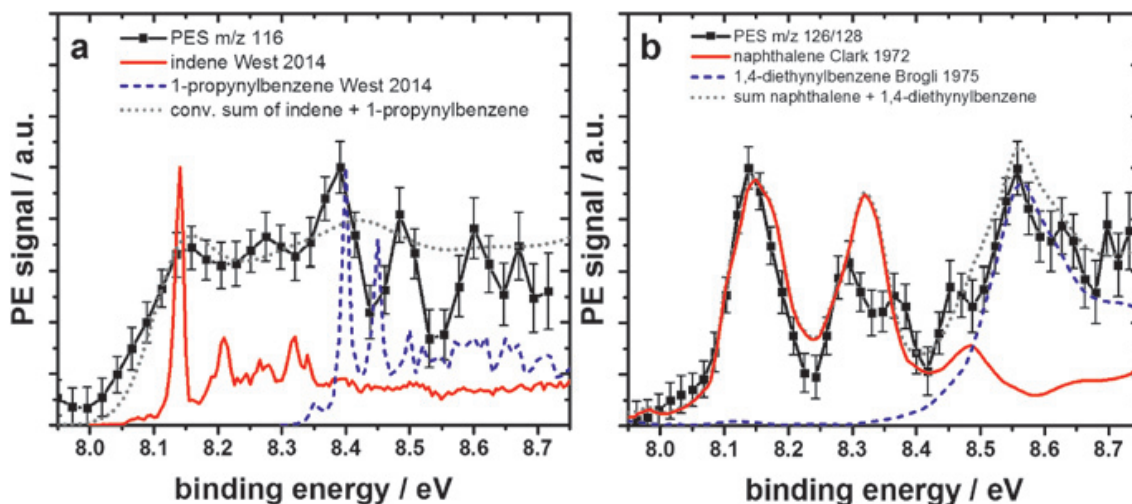 a
PES m/z 116
indene West 2014
1-propynylbenzene West 2014
conv. sum of indene + 1-propynylbenzene
PE signal / a.u.
8.0 8.1 8.2 8.3 8.4 8.5 8.6 8.7
binding energy / eV
b
PES m/z 126/128
naphthalene Clark 1972
1,4-diethynylbenzene Brogli 1975
sum naphthalene + 1,4-diethynylbenzene
PE signal / a.u.
8.0 8.1 8.2 8.3 8.4 8.5 8.6 8.7
binding energy / eV